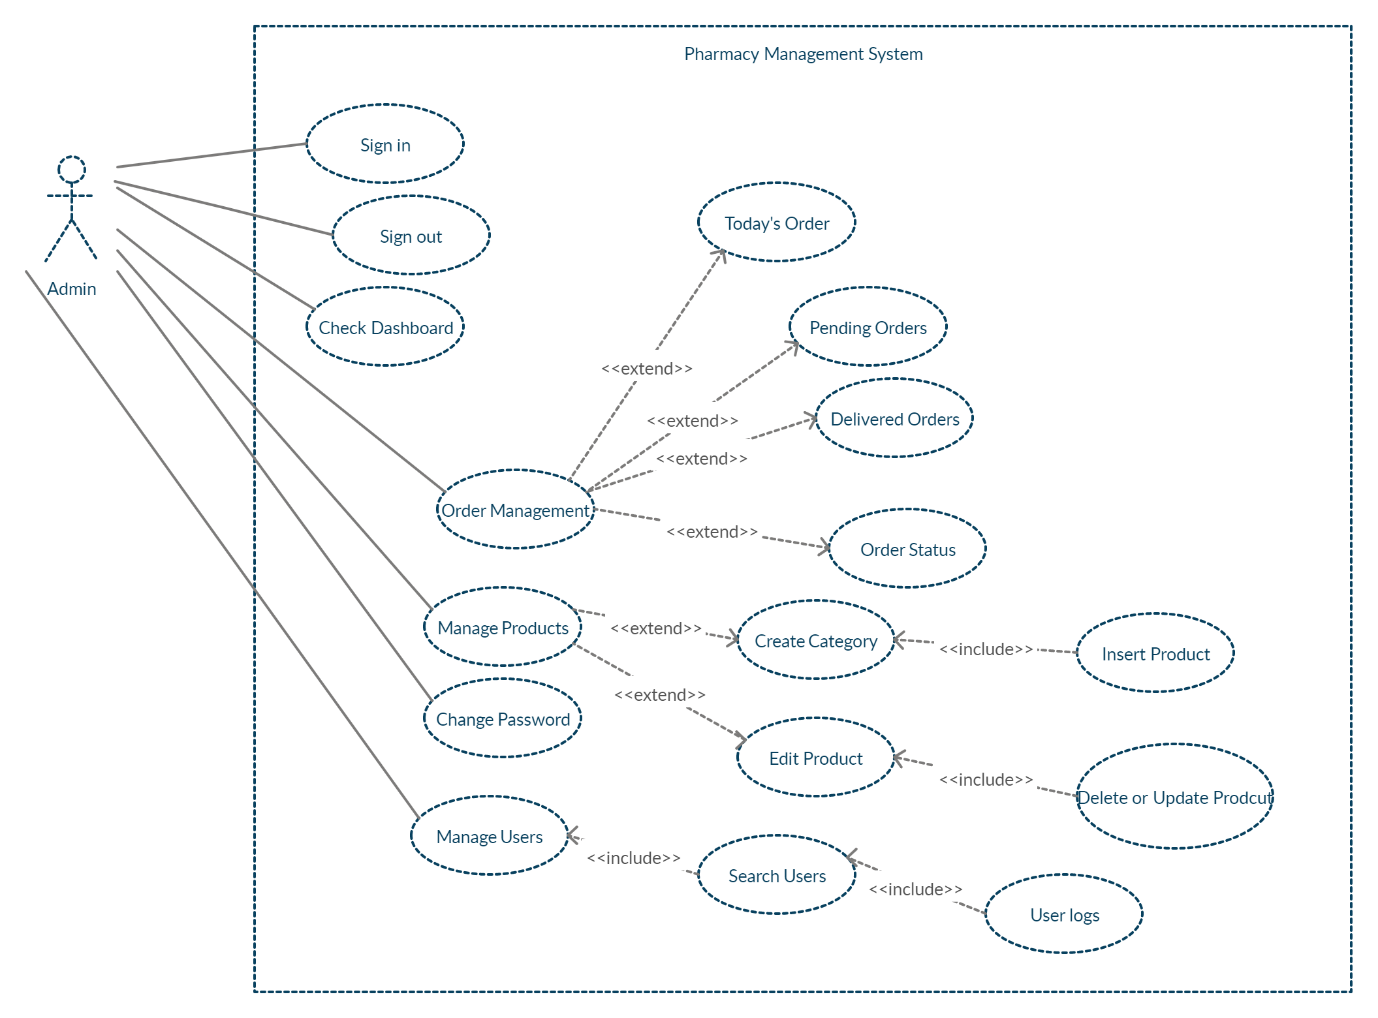 Pharmacy Management System
Sign in
Sign out
Today's Order
Admin
Check Dashboard
Pending Orders
<<extend>>
<<extend>>
Delivered Orders
<<extend>>
Order Management
<<extend>>
Order Status
Manage Products
<<extend>>
Create Category
<<include>>
Insert Product
<<extend>>
Change Password
Edit Product
<<include>>
Delete or Update Prodcut
Manage Users
<<include>>
Search Users
<<include>>
User logs